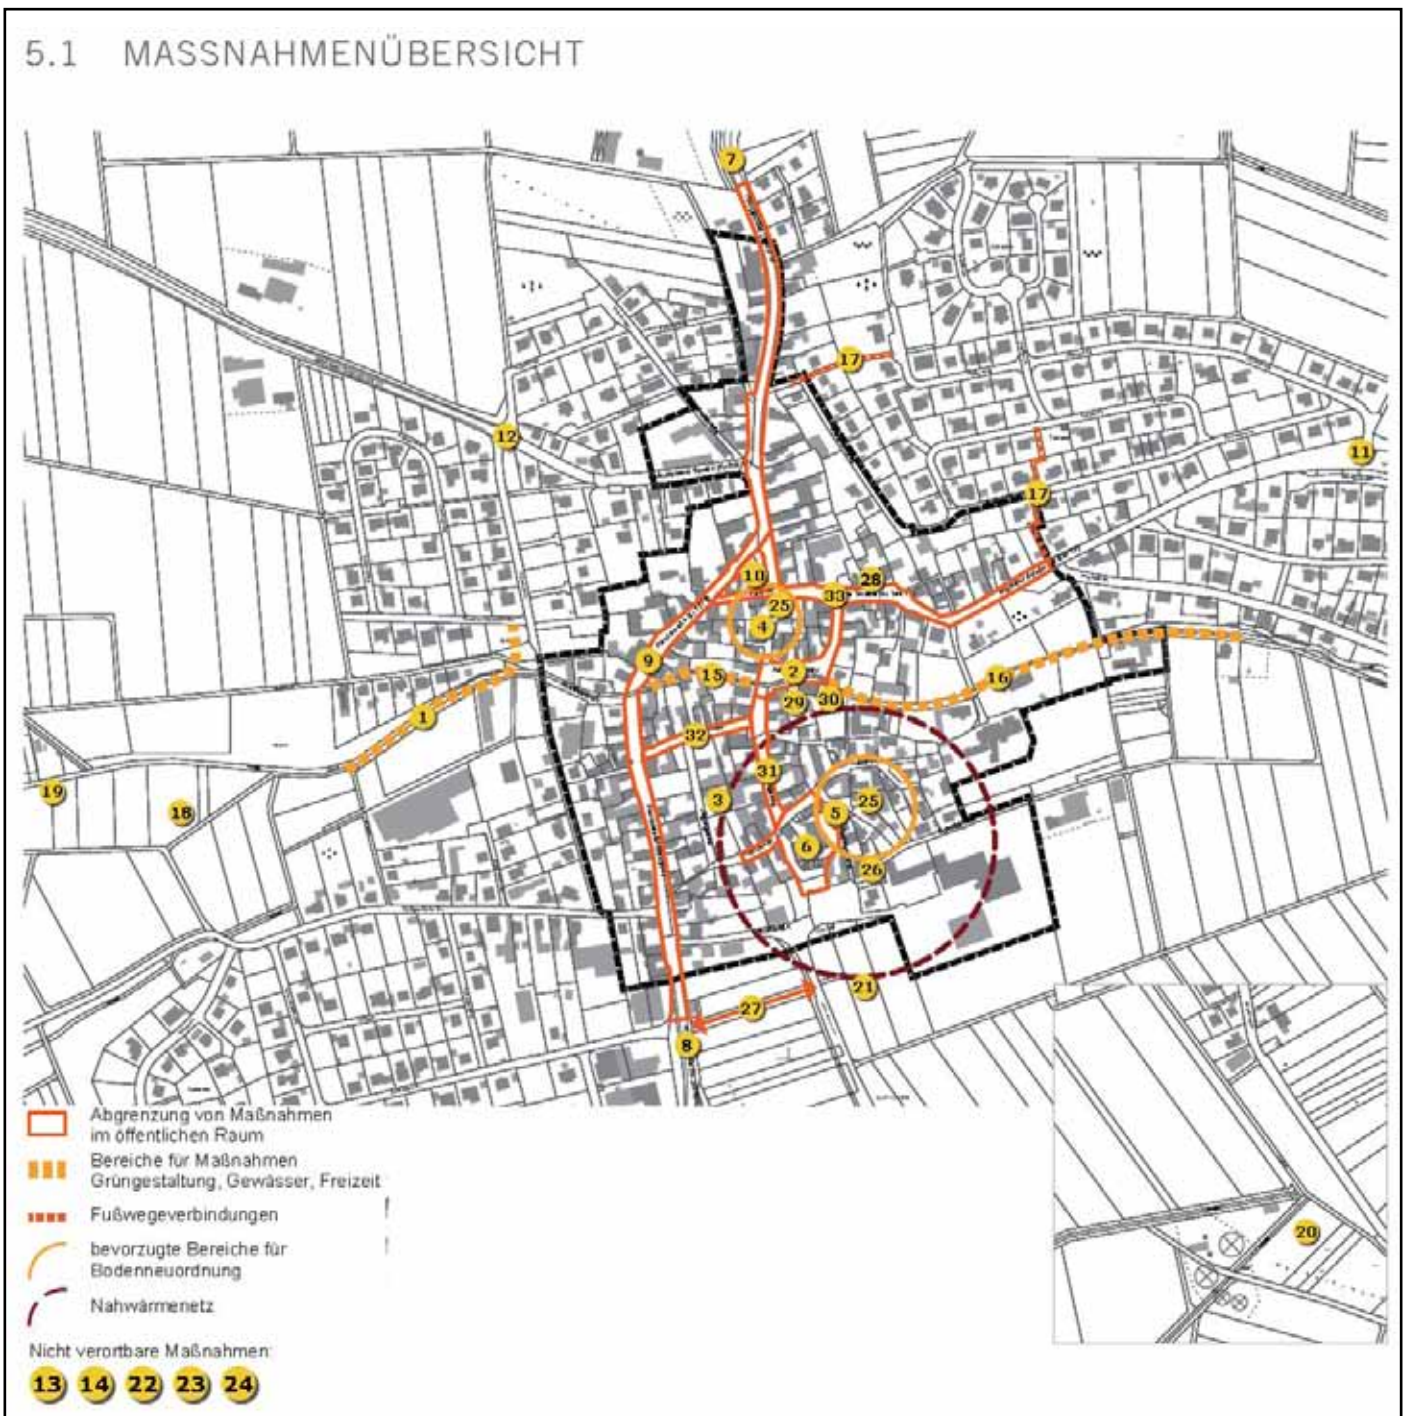 5.1 MASSNAHMENÜBERSICHT
7
17
12
11
17
10
28
25
33
4
9
2
15
16
29
30
1
32
31
3
25
5
19
18
6
26
21
27
8
20
Abgrenzung von Maßnahmen
im öffentlichen Raum
Bereiche für Maßnahmen
Grüngestaltung, Gewässer, Freizeit
Fußwegeverbindungen
bevorzugte Bereiche für
Bodenneuordnung
Nahwärmenetz
Nicht verortbare Maßnahmen:
13 14 22 23 24